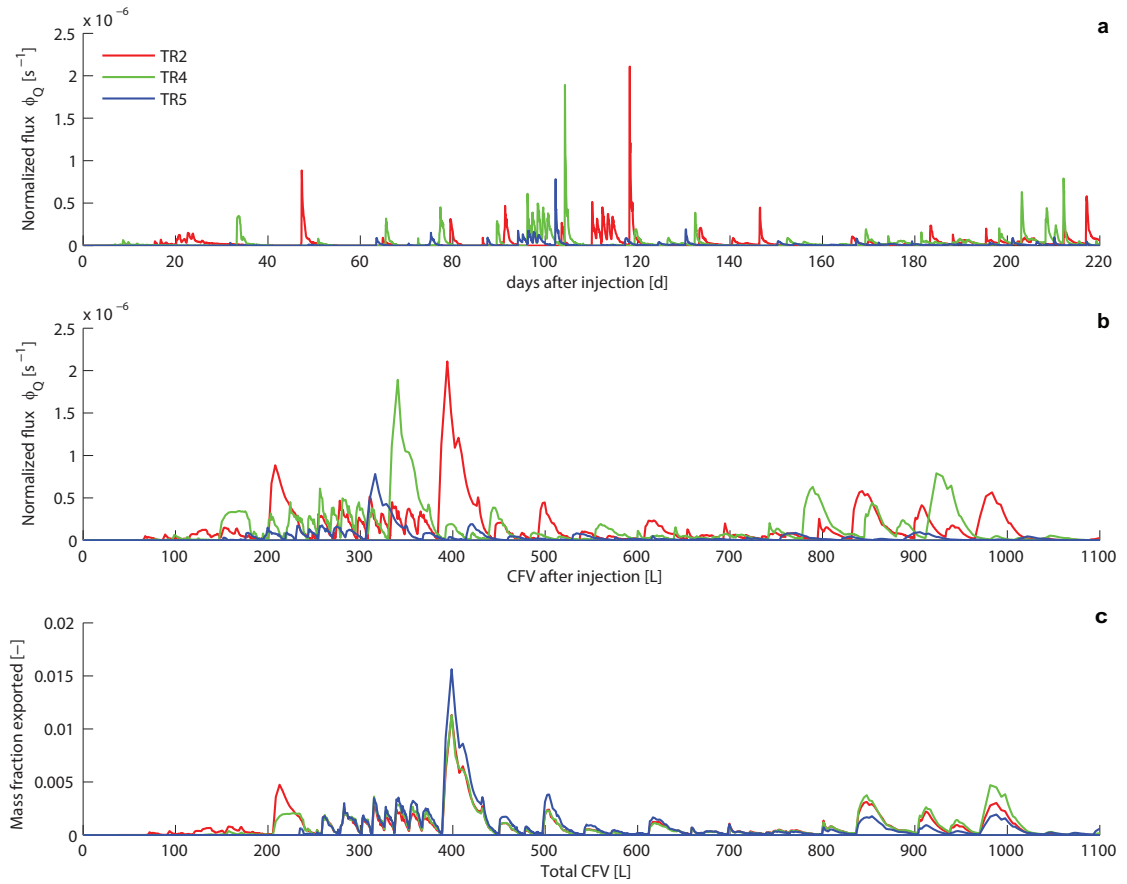 x 10 −6
a
2.5
2
1.5
1
0.5
0
Normalized flux ϕQ [s −1]
TR2
TR4
TR5
0 20 40 60 80 100 120 140 160 180 200 220
days after injection [d]
x 10 −6
b
2.5
2
1.5
1
0.5
0
Normalized flux ϕQ [s −1]
0 100 200 300 400 500 600 700 800 900 1000 1100
CFV after injection [L]
c
0.02
0.015
0.01
0.005
0
Mass fraction exported [−]
0 100 200 300 400 500 600 700 800 900 1000 1100
Total CFV [L]